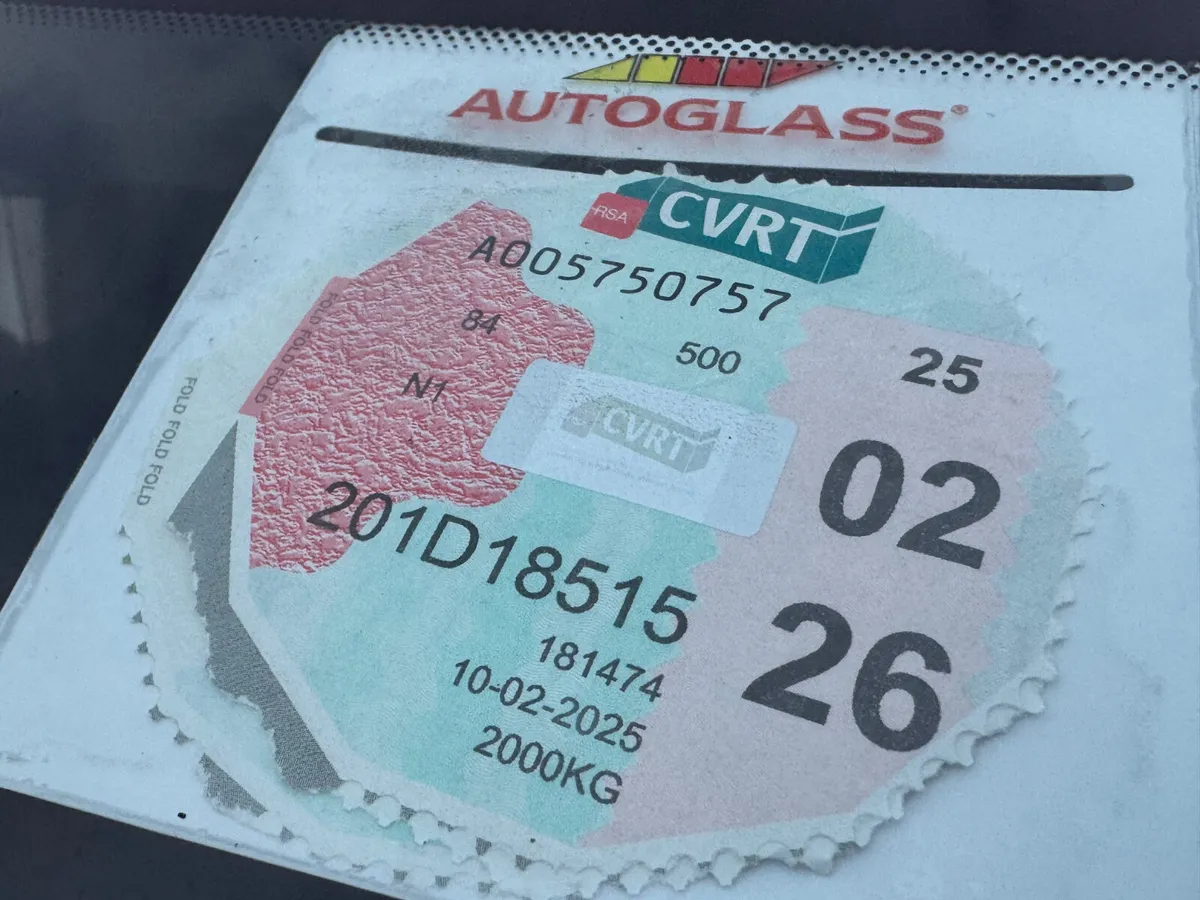 AUTOGLASS®
RSA CVRT
A005750757
84
500
25
N1
CVRT
02
201D18515
26
181474
10-02-2025
2000KG
FOLD FOLD FOLD
FOLD FOLD FOLD FOLD